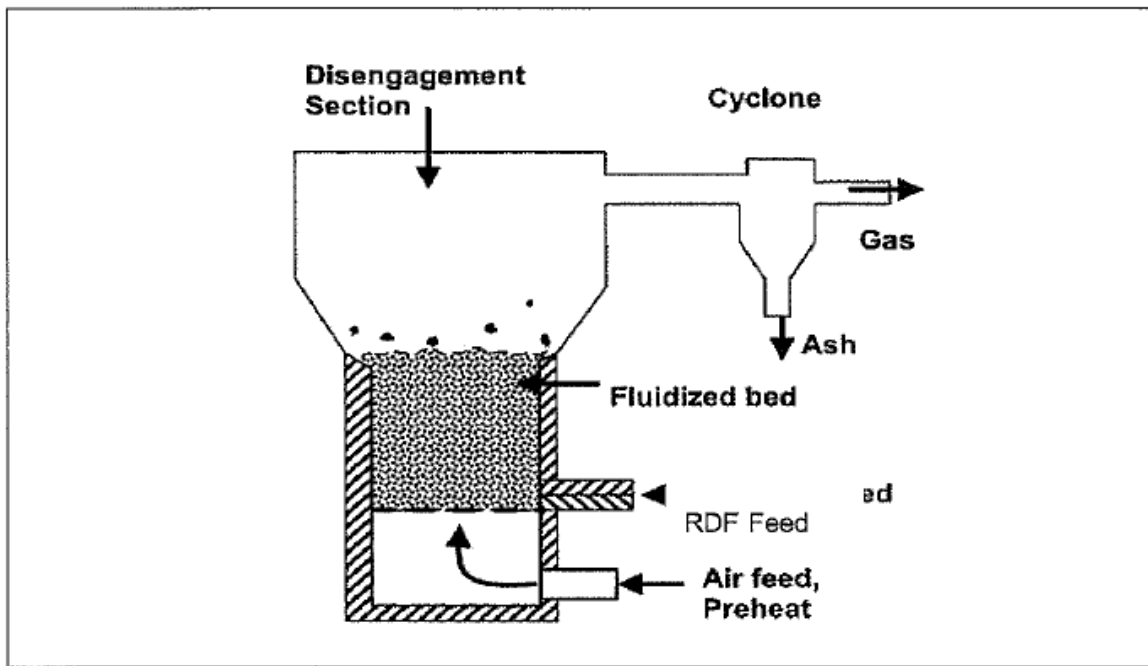 Disengagement
Section
Cyclone
Gas
Ash
Fluidized bed
ed
RDF Feed
Air feed,
Preheat